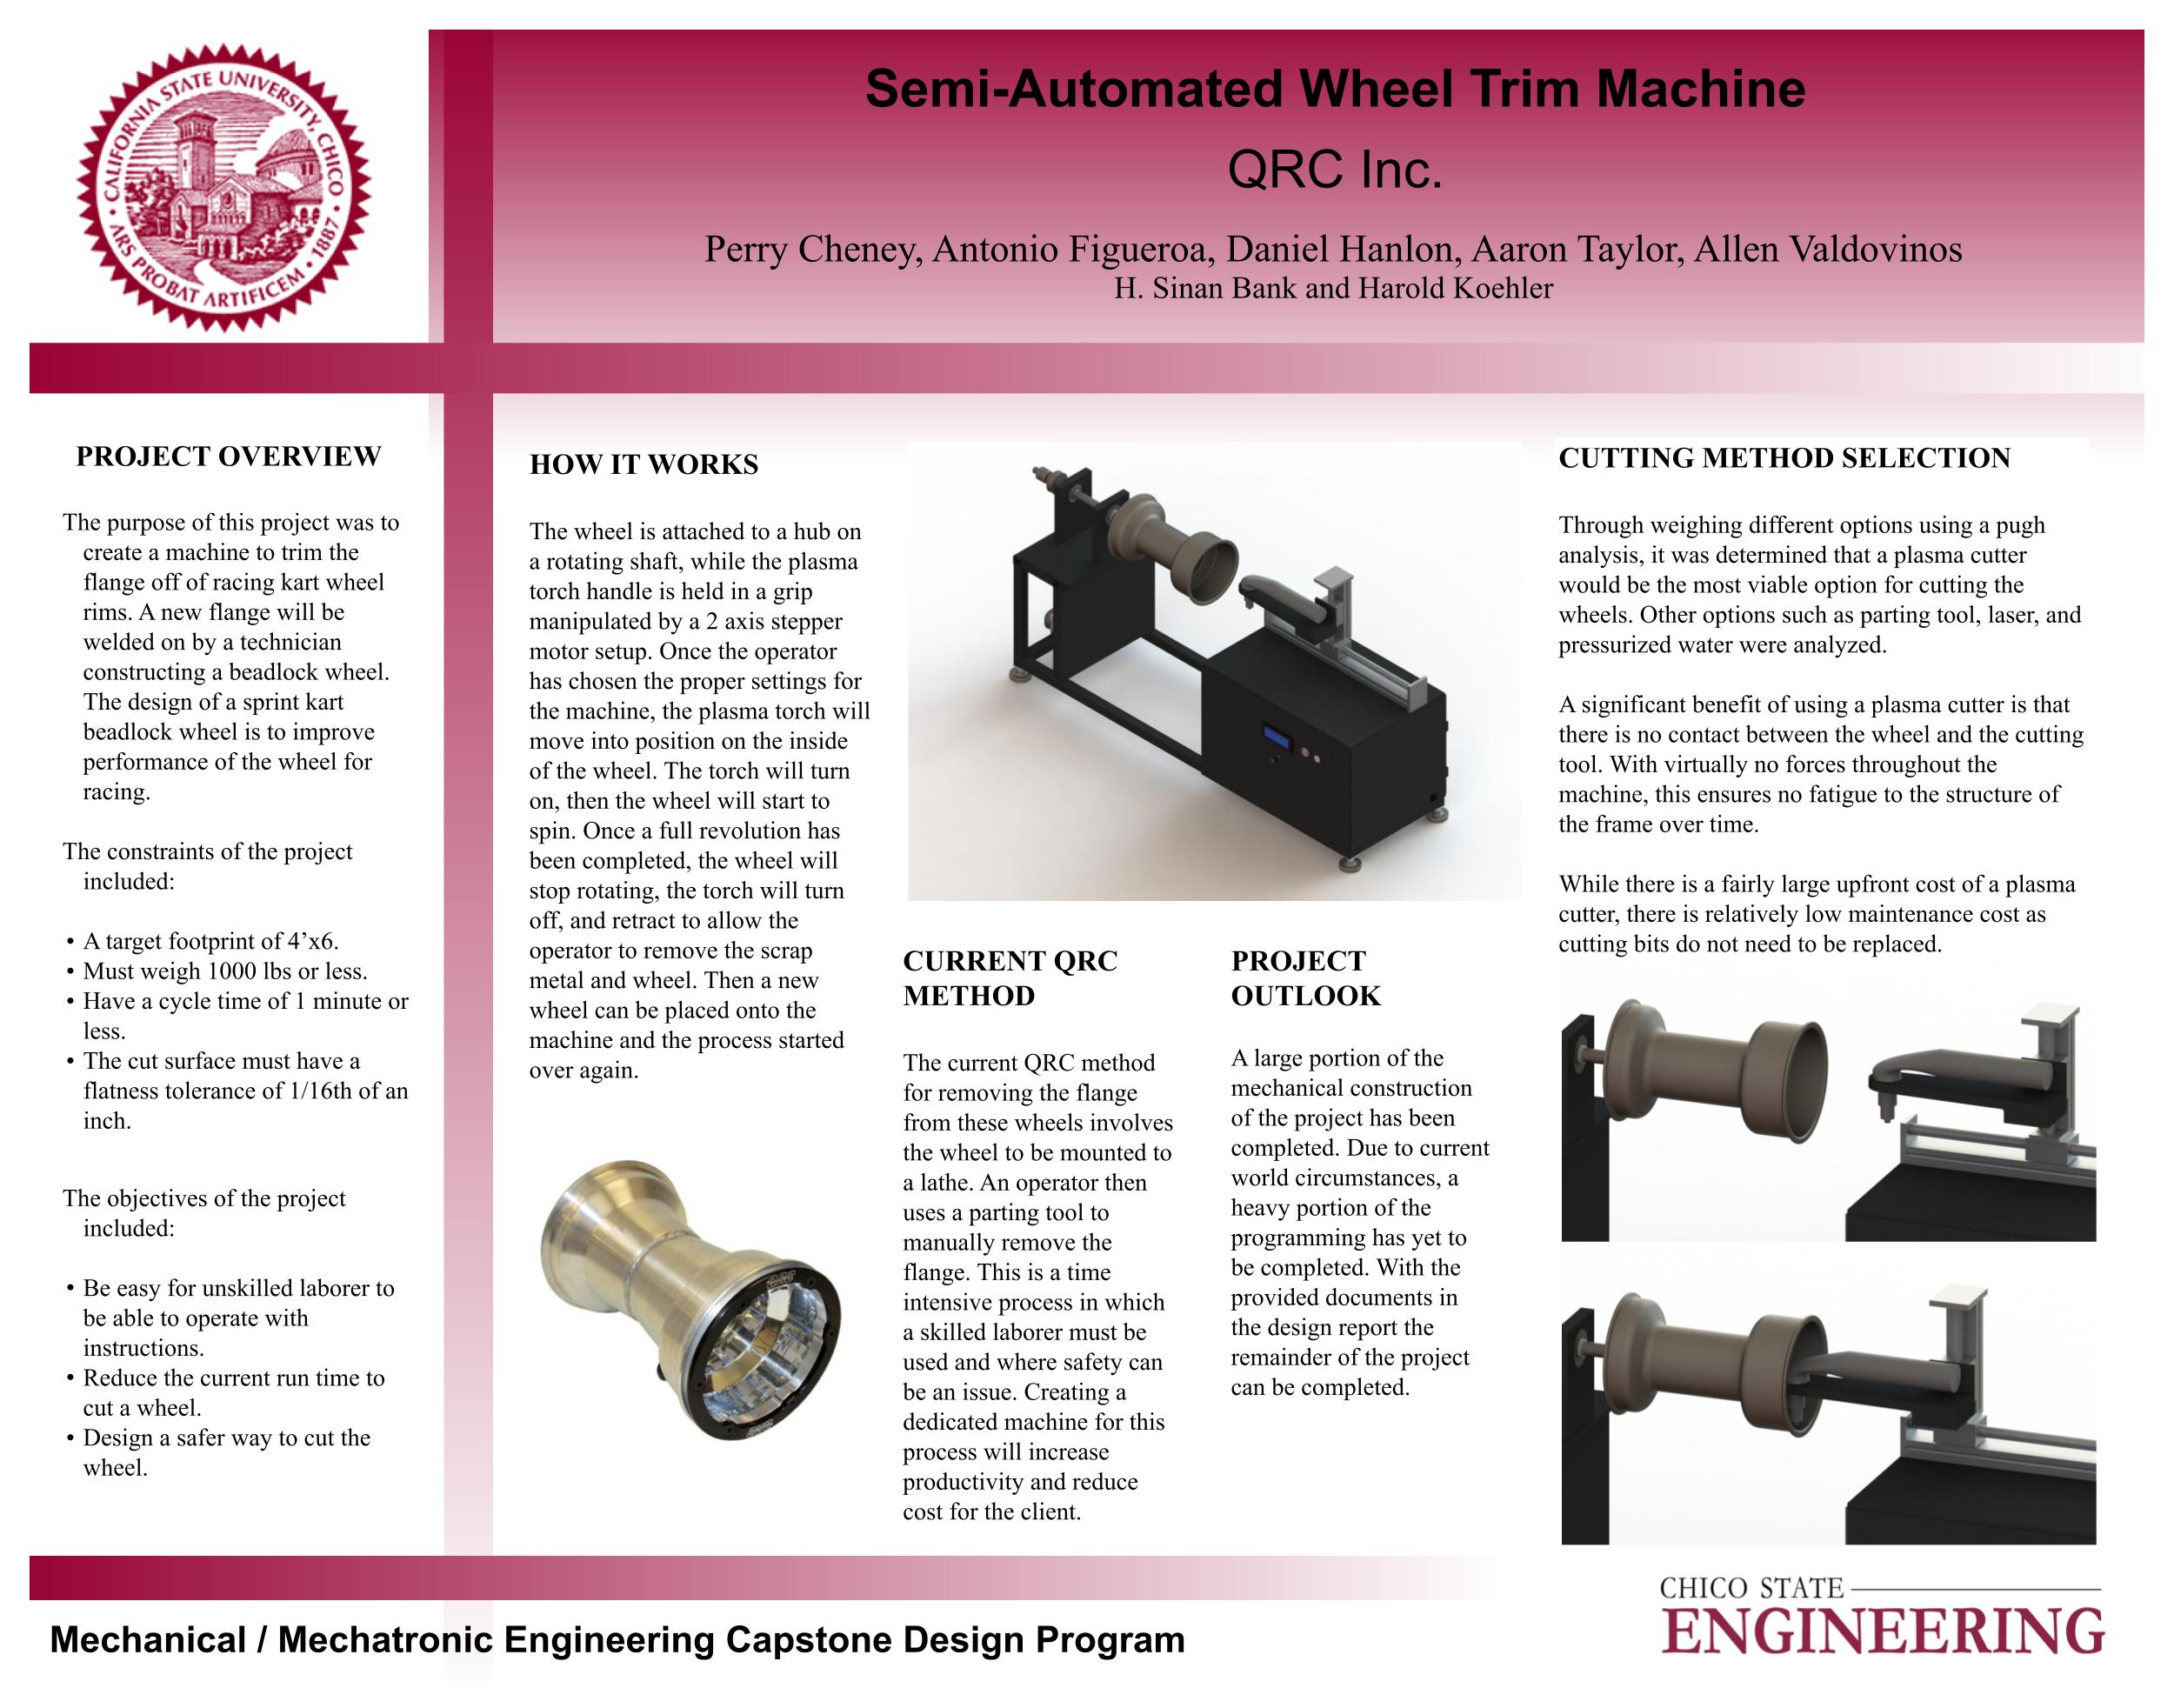 CALIFORNIA STATE UNIVERSITY, CHICO
ARS PROBAT ARTIFICEM • 1887
Semi-Automated Wheel Trim Machine
QRC Inc.
Perry Cheney, Antonio Figueroa, Daniel Hanlon, Aaron Taylor, Allen Valdovinos
H. Sinan Bank and Harold Koehler
PROJECT OVERVIEW
The purpose of this project was to
create a machine to trim the
flange off of racing kart wheel
rims. A new flange will be
welded on by a technician
constructing a beadlock wheel.
The design of a sprint kart
beadlock wheel is to improve
performance of the wheel for
racing.
The constraints of the project
included:
• A target footprint of 4’x6.
• Must weigh 1000 lbs or less.
• Have a cycle time of 1 minute or
less.
• The cut surface must have a
flatness tolerance of 1/16th of an
inch.
The objectives of the project
included:
• Be easy for unskilled laborer to
be able to operate with
instructions.
• Reduce the current run time to
cut a wheel.
• Design a safer way to cut the
wheel.
HOW IT WORKS
The wheel is attached to a hub on
a rotating shaft, while the plasma
torch handle is held in a grip
manipulated by a 2 axis stepper
motor setup. Once the operator
has chosen the proper settings for
the machine, the plasma torch will
move into position on the inside
of the wheel. The torch will turn
on, then the wheel will start to
spin. Once a full revolution has
been completed, the wheel will
stop rotating, the torch will turn
off, and retract to allow the
operator to remove the scrap
metal and wheel. Then a new
wheel can be placed onto the
machine and the process started
over again.
CURRENT QRC
METHOD
The current QRC method
for removing the flange
from these wheels involves
the wheel to be mounted to
a lathe. An operator then
uses a parting tool to
manually remove the
flange. This is a time
intensive process in which
a skilled laborer must be
used and where safety can
be an issue. Creating a
dedicated machine for this
process will increase
productivity and reduce
cost for the client.
PROJECT
OUTLOOK
A large portion of the
mechanical construction
of the project has been
completed. Due to current
world circumstances, a
heavy portion of the
programming has yet to
be completed. With the
provided documents in
the design report the
remainder of the project
can be completed.
CUTTING METHOD SELECTION
Through weighing different options using a pugh
analysis, it was determined that a plasma cutter
would be the most viable option for cutting the
wheels. Other options such as parting tool, laser, and
pressurized water were analyzed.
A significant benefit of using a plasma cutter is that
there is no contact between the wheel and the cutting
tool. With virtually no forces throughout the
machine, this ensures no fatigue to the structure of
the frame over time.
While there is a fairly large upfront cost of a plasma
cutter, there is relatively low maintenance cost as
cutting bits do not need to be replaced.
Mechanical / Mechatronic Engineering Capstone Design Program
CHICO STATE
ENGINEERING